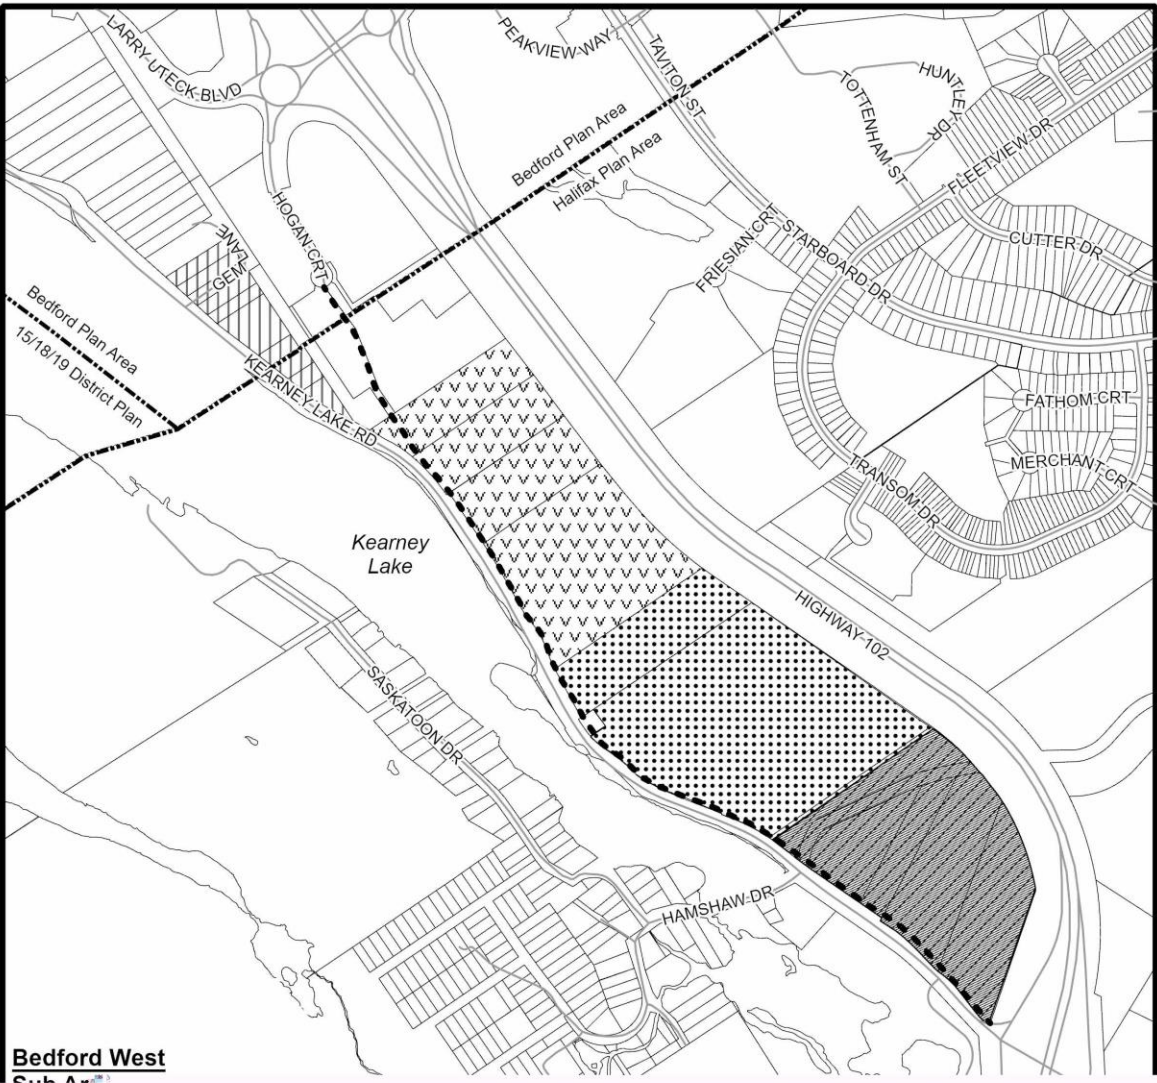 LARRY UTECK BLVD
PEAKVIEW WAY
TAVITON ST
TOTTENHAM ST
HUNTLEY DR
FLEETVIEW DR
Bedford Plan Area
Halifax Plan Area
HOGAN CRT
GEM LANE
FRIESIAN CRT
STARBOARD DR
CUTTER DR
Bedford Plan Area
15/18/19 District Plan
KEARNEY LAKE RD
FATHOM CRT
MERCHANT CRT
TRANSOM DR
Kearney
Lake
HIGHWAY 102
SASKATOON DR
HAMSHAW DR
Bedford West
Sub